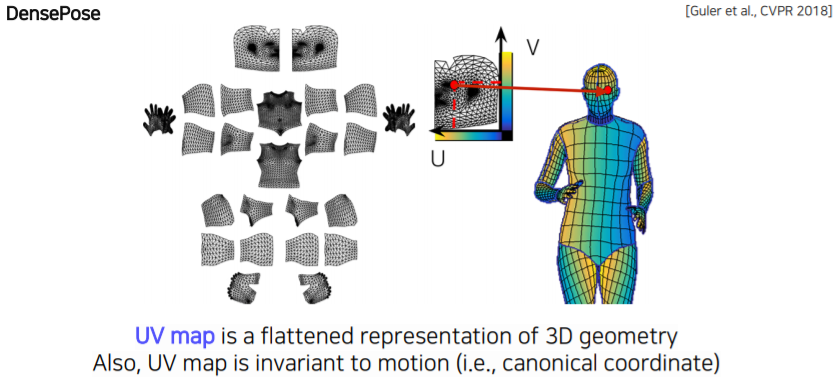 DensePose
[Guler et al., CVPR 2018]
V
U
UV map is a flattened representation of 3D geometry
Also, UV map is invariant to motion (i.e., canonical coordinate)